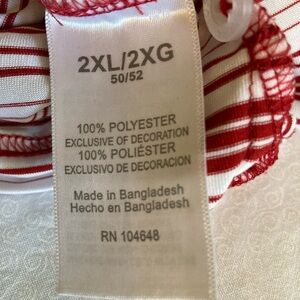 2XL/2XG
50/52
100% POLYESTER
EXCLUSIVE OF DECORATION
100% POLIÉSTER
EXCLUSIVO DE DECORACION
Made in Bangladesh
Hecho en Bangladesh
RN 104648